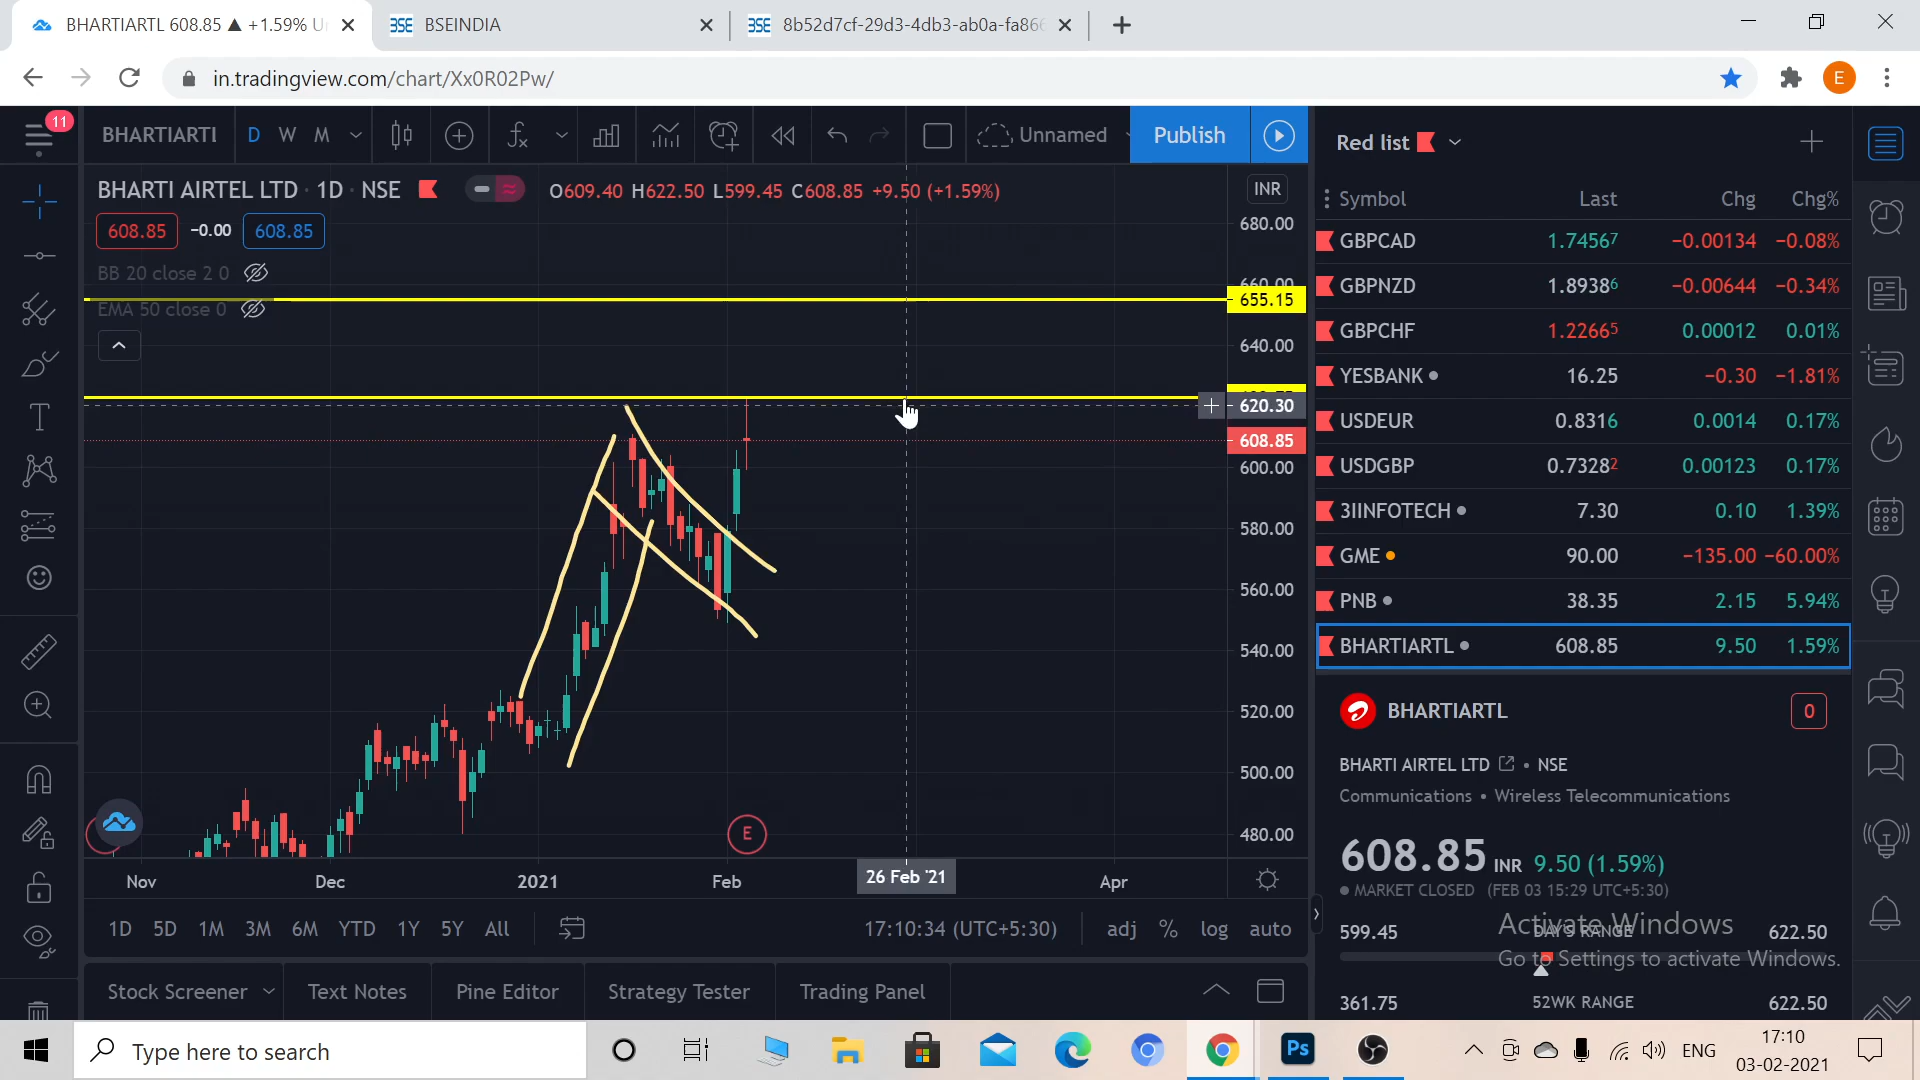 BHARTIARTL 608.85 ▲ +1.59% U
BSEINDIA
8b52d7cf-29d3-4db3-ab0a-fa866
in.tradingview.com/chart/Xx0R02Pw/
E
11
BHARTIARTI
D W M
Unnamed
Publish
BHARTI AIRTEL LTD · 1D · NSE
O609.40 H622.50 L599.45 C608.85 +9.50 (+1.59%)
INR
608.85 −0.00 608.85
BB 20 close 2 0
EMA 50 close 0
680.00
660.00
655.15
640.00
620.30
608.85
600.00
580.00
560.00
540.00
520.00
500.00
480.00
E
Nov Dec 2021 Feb 26 Feb '21 Apr
1D 5D 1M 3M 6M YTD 1Y 5Y All
17:10:34 (UTC+5:30)
adj % log auto
Stock Screener Text Notes Pine Editor Strategy Tester Trading Panel
Red list
Symbol Last Chg Chg%
GBPCAD 1.74567 −0.00134 −0.08%
GBPNZD 1.89386 −0.00644 −0.34%
GBPCHF 1.22665 0.00012 0.01%
YESBANK 16.25 −0.30 −1.81%
USDEUR 0.8316 0.0014 0.17%
USDGBP 0.73282 0.00123 0.17%
3IINFOTECH 7.30 0.10 1.39%
GME 90.00 −135.00 −60.00%
PNB 38.35 2.15 5.94%
BHARTIARTL 608.85 9.50 1.59%
BHARTIARTL
0
BHARTI AIRTEL LTD • NSE
Communications • Wireless Telecommunications
608.85 INR 9.50 (1.59%)
MARKET CLOSED (FEB 03 15:29 UTC+5:30)
Activate Windows
599.45 DAY'S RANGE 622.50
Go to Settings to activate Windows.
361.75 52WK RANGE 622.50
Type here to search
Ps
ENG
17:10
03-02-2021